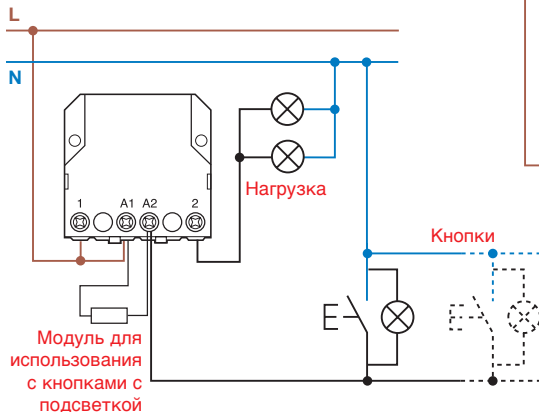 L
N
1 A1 A2 2
Нагрузка
Кнопки
Модуль для
использования
с кнопками с
подсветкой